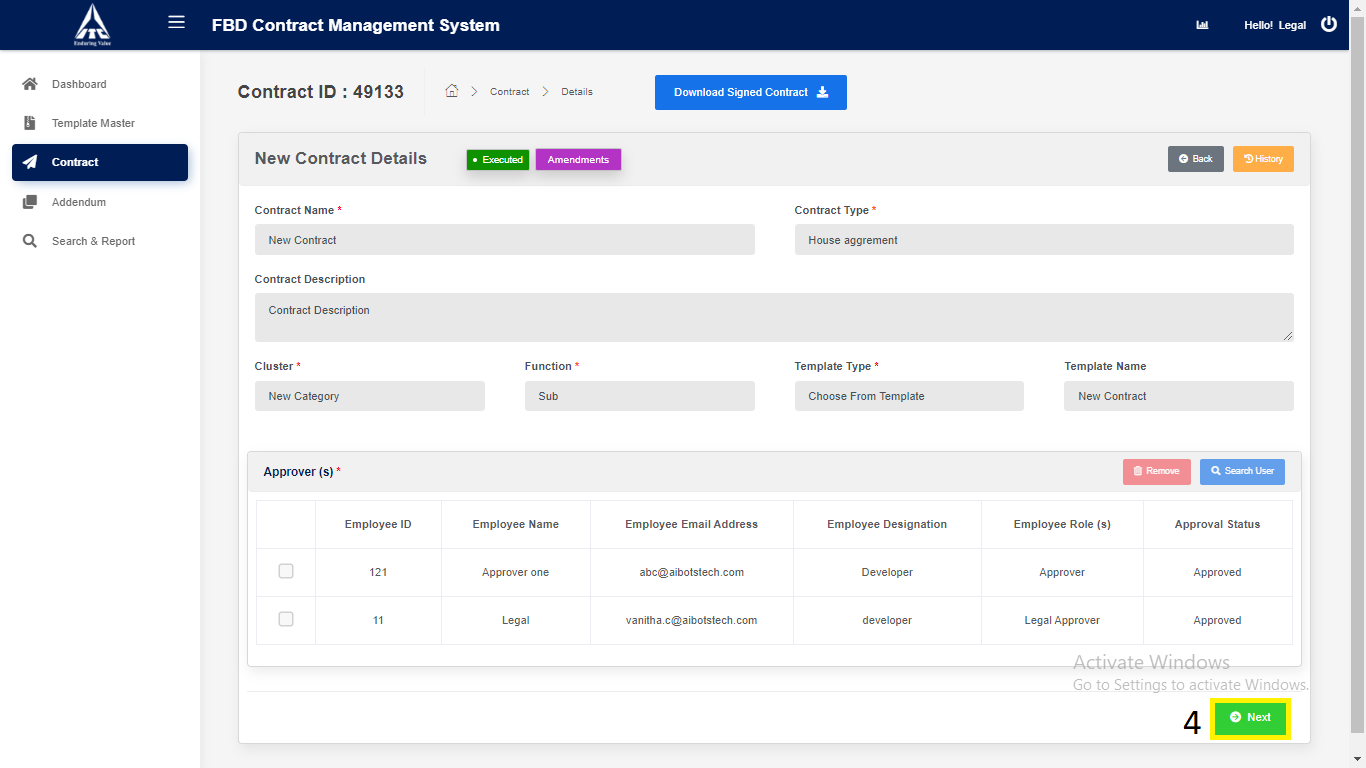 ITC
Enduring Value
FBD Contract Management System
Hello! Legal
Dashboard
Template Master
Contract
Addendum
Search & Report
Contract ID : 49133
Contract
Details
Download Signed Contract
New Contract Details
Executed
Amendments
Back
History
Contract Name *
Contract Type *
New Contract
House aggrement
Contract Description
Contract Description
Cluster *
Function *
Template Type *
Template Name
New Category
Sub
Choose From Template
New Contract
Approver (s) *
Remove
Search User
Employee ID
Employee Name
Employee Email Address
Employee Designation
Employee Role (s)
Approval Status
121
Approver one
abc@aibotstech.com
Developer
Approver
Approved
11
Legal
vanitha.c@aibotstech.com
developer
Legal Approver
Approved
Activate Windows
Go to Settings to activate Windows.
4
Next